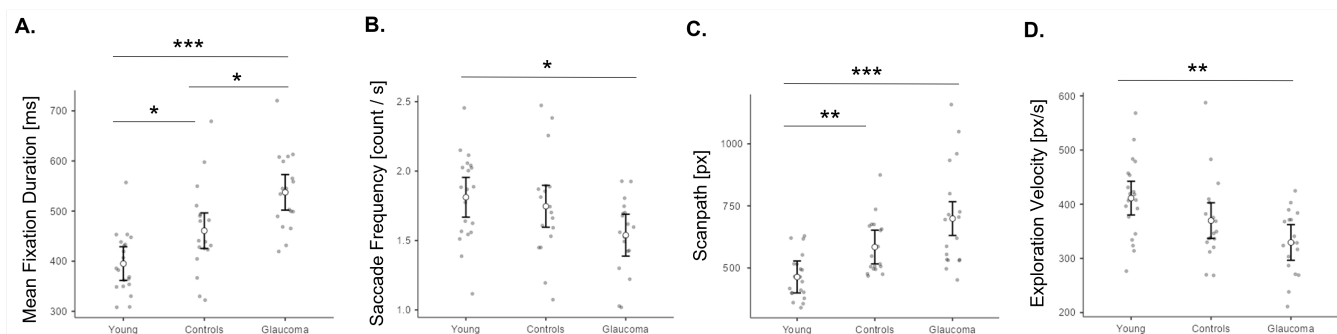 A.
***
*
*
Mean Fixation Duration [ms]
700
600
500
400
300
Young Controls Glaucoma
B.
*
Saccade Frequency [count / s]
2.5
2.0
1.5
1.0
Young Controls Glaucoma
C.
***
**
Scanpath [px]
1000
750
500
Young Controls Glaucoma
D.
**
Exploration Velocity [px/s]
600
500
400
300
200
Young Controls Glaucoma